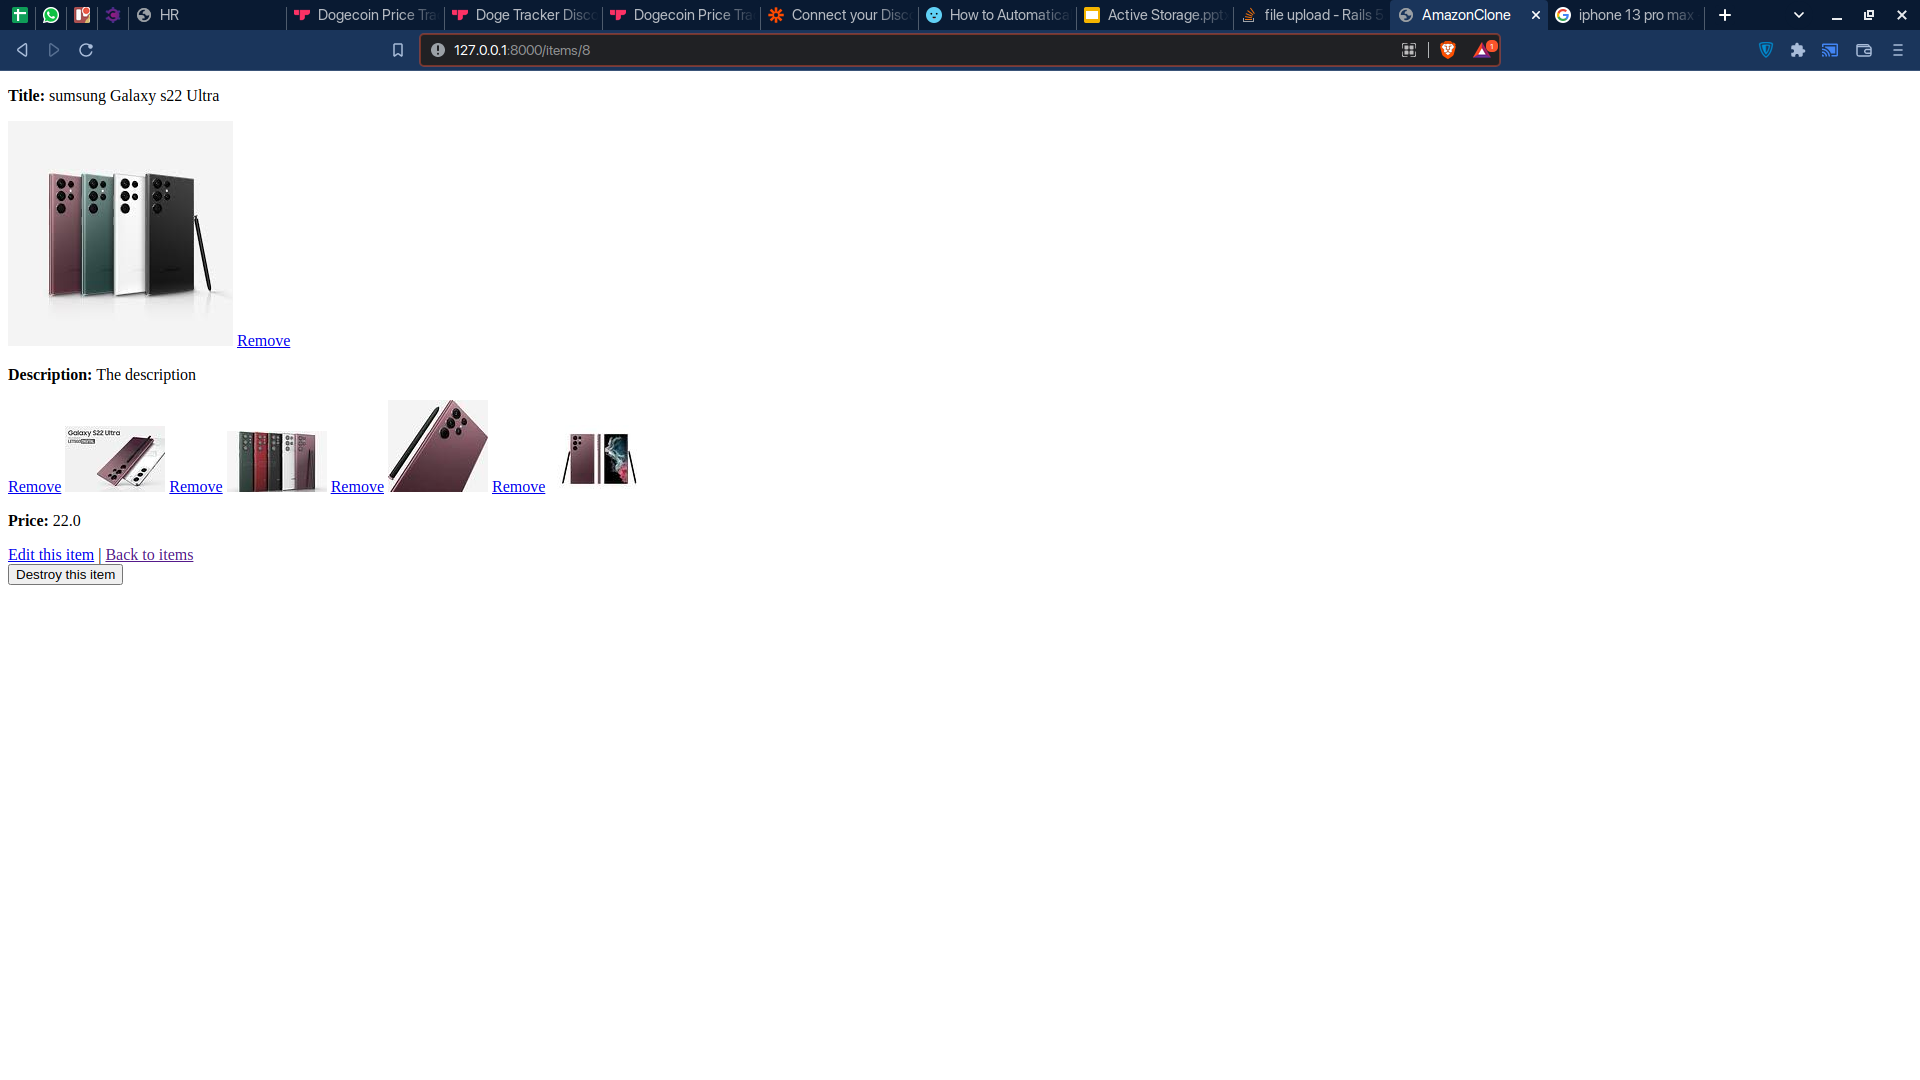 HR
Dogecoin Price Tra
Doge Tracker Disco
Dogecoin Price Tra
Connect your Disc
How to Automatica
Active Storage.ppt
file upload - Rails 5
AmazonClone
iphone 13 pro max
127.0.0.1:8000/items/8
1
Title: sumsung Galaxy s22 Ultra
Remove
Description: The description
Galaxy S22 Ultra
Remove Remove Remove Remove
Price: 22.0
Edit this item | Back to items
Destroy this item